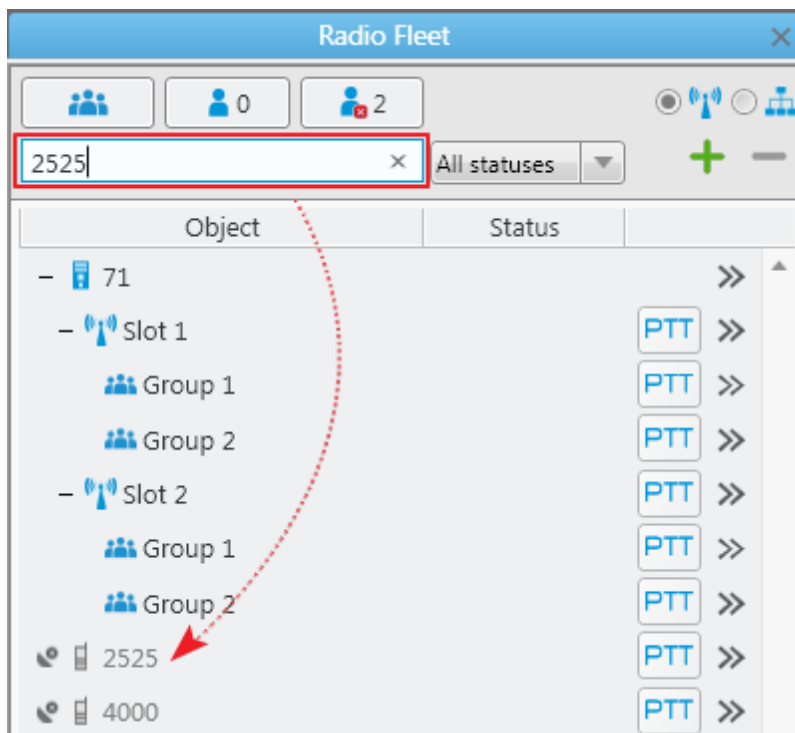 Radio Fleet
0 2
2525 All statuses
Object Status
71
Slot 1 PTT
Group 1 PTT
Group 2 PTT
Slot 2 PTT
Group 1 PTT
Group 2 PTT
2525 PTT
4000 PTT